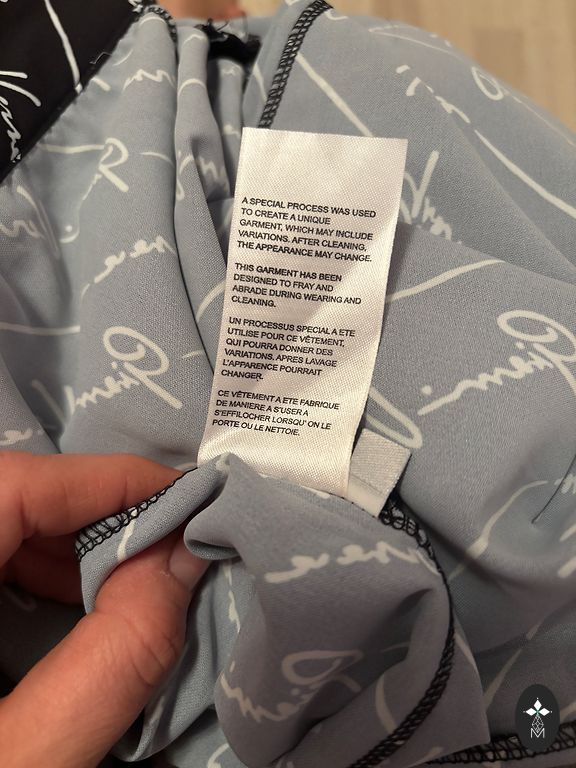 A SPECIAL PROCESS WAS USED
TO CREATE A UNIQUE
GARMENT, WHICH MAY INCLUDE
VARIATIONS. AFTER CLEANING,
THE APPEARANCE MAY CHANGE.
THIS GARMENT HAS BEEN
DESIGNED TO FRAY AND
ABRADE DURING WEARING AND
CLEANING.
UN PROCESSUS SPECIAL A ETE
UTILISE POUR CE VÊTEMENT,
QUI POURRA DONNER DES
VARIATIONS, APRES LAVAGE
L'APPARENCE POURRAIT
CHANGER.
CE VÊTEMENT A ETE FABRIQUE
DE MANIERE A S'USER A
S'EFFILOCHER LORSQU' ON LE
PORTE OU LE NETTOIE.